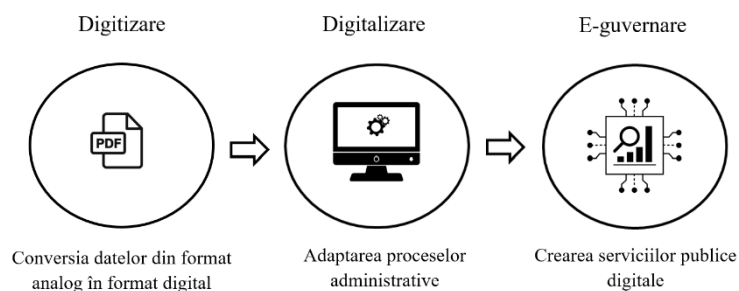 Digitizare
Digitalizare
E-guvernare
PDF
Conversia datelor din format
analog în format digital
Adaptarea proceselor
administrative
Crearea serviciilor publice
digitale